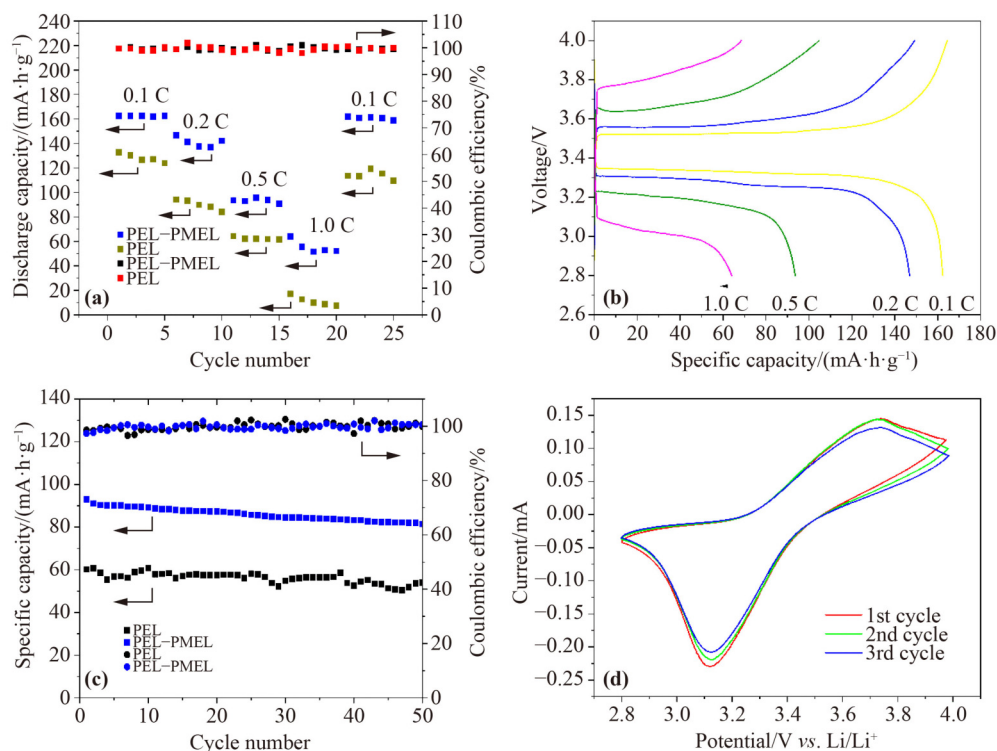 220
200
180
160
140
120
100
80
60
40
20
0
Discharge capacity/(mA·h·g⁻¹)
110
100
90
80
70
60
50
40
30
20
10
0
Coulombic efficiency/%
0.1 C
0.2 C
0.5 C
1.0 C
0.1 C
PEL−PMEL
PEL
PEL−PMEL
PEL
(a)
0 5 10 15 20 25
Cycle number
4.0
3.8
3.6
3.4
3.2
3.0
2.8
2.6
Voltage/V
(b)
1.0 C 0.5 C 0.2 C 0.1 C
0 20 40 60 80 100 120 140 160 180
Specific capacity/(mA·h·g⁻¹)
140
120
100
80
60
40
20
0
Specific capacity/(mA·h·g⁻¹)
100
80
60
40
20
0
Coulombic efficiency/%
PEL
PEL−PMEL
PEL
PEL−PMEL
(c)
0 10 20 30 40 50
Cycle number
0.15
0.10
0.05
0.00
−0.05
−0.10
−0.15
−0.20
−0.25
Current/mA
1st cycle
2nd cycle
3rd cycle
(d)
2.8 3.1 3.4 3.7 4.0
Potential/V vs. Li/Li⁺